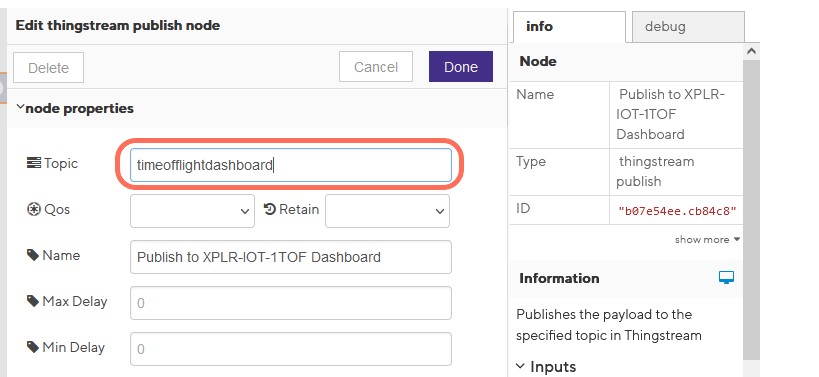 Edit thingstream publish node
Delete
Cancel
Done
node properties
Topic
timeofflightdashboard
Qos
Retain
Name
Publish to XPLR-IOT-1TOF Dashboard
Max Delay
0
Min Delay
0
info
debug
Node
Name
Publish to XPLR-
IOT-1TOF
Dashboard
Type
thingstream
publish
ID
"b07e54ee.cb84c8"
show more
Information
Publishes the payload to the
specified topic in Thingstream
Inputs